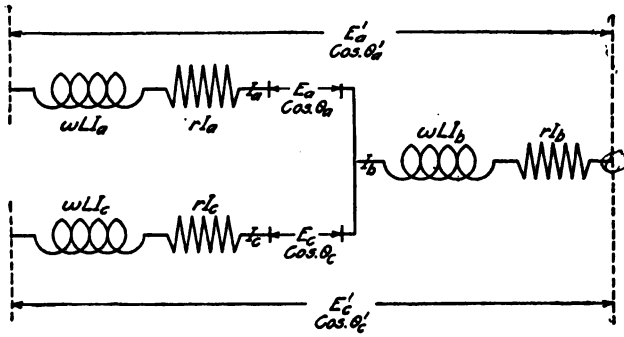 E'a
Cos.θ'a
ωLIa
rIa
Ia
Ea
Cos.θa
Ib
ωLIb
rIb
ωLIc
rIc
Ic
Ec
Cos.θc
E'c
Cos.θ'c